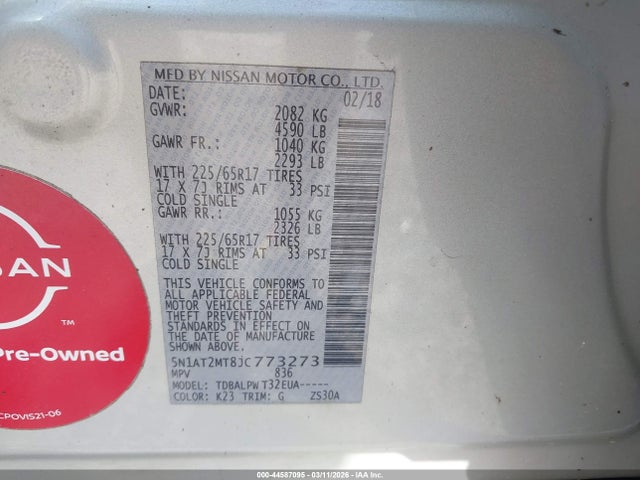 MFD BY NISSAN MOTOR CO., LTD.
DATE: 02/18
GVWR: 2082 KG
4590 LB
GAWR FR.: 1040 KG
2293 LB
WITH 225/65R17 TIRES
17 X 7J RIMS AT 33 PSI
COLD SINGLE
GAWR RR.: 1055 KG
2326 LB
WITH 225/65R17 TIRES
17 X 7J RIMS AT 33 PSI
COLD SINGLE
THIS VEHICLE CONFORMS TO
ALL APPLICABLE FEDERAL
MOTOR VEHICLE SAFETY AND
THEFT PREVENTION
STANDARDS IN EFFECT ON
THE DATE OF MANUFACTURE
SHOWN ABOVE
5N1AT2MT8JC773273
MPV 836
MODEL: TDBALPW T32EUA-----
COLOR: K23 TRIM: G ZS30A
SSAN
™
Pre-Owned
CPOVIS21-06
000-44587095 - 03/11/2026 - IAA Inc.